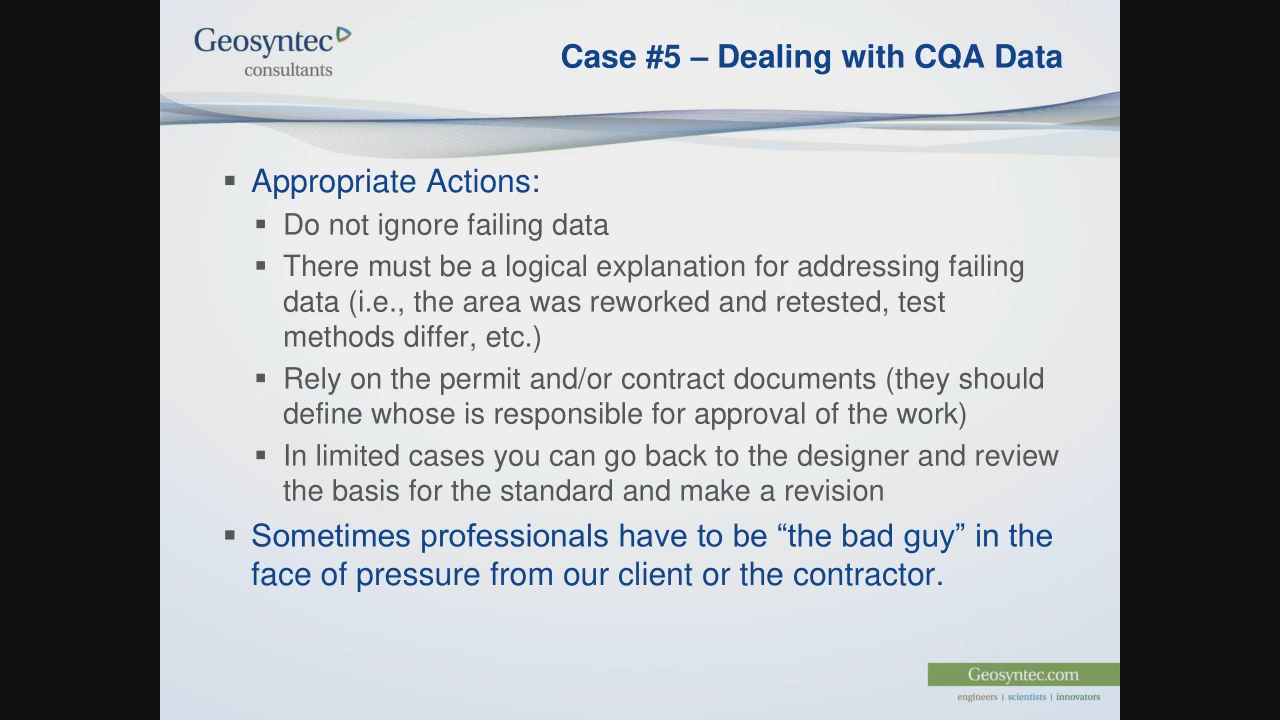 Geosyntec
consultants
Case #5 – Dealing with CQA Data
▪ Appropriate Actions:
▪ Do not ignore failing data
▪ There must be a logical explanation for addressing failing
data (i.e., the area was reworked and retested, test
methods differ, etc.)
▪ Rely on the permit and/or contract documents (they should
define whose is responsible for approval of the work)
▪ In limited cases you can go back to the designer and review
the basis for the standard and make a revision
▪ Sometimes professionals have to be “the bad guy” in the
face of pressure from our client or the contractor.
Geosyntec.com
engineers | scientists | innovators